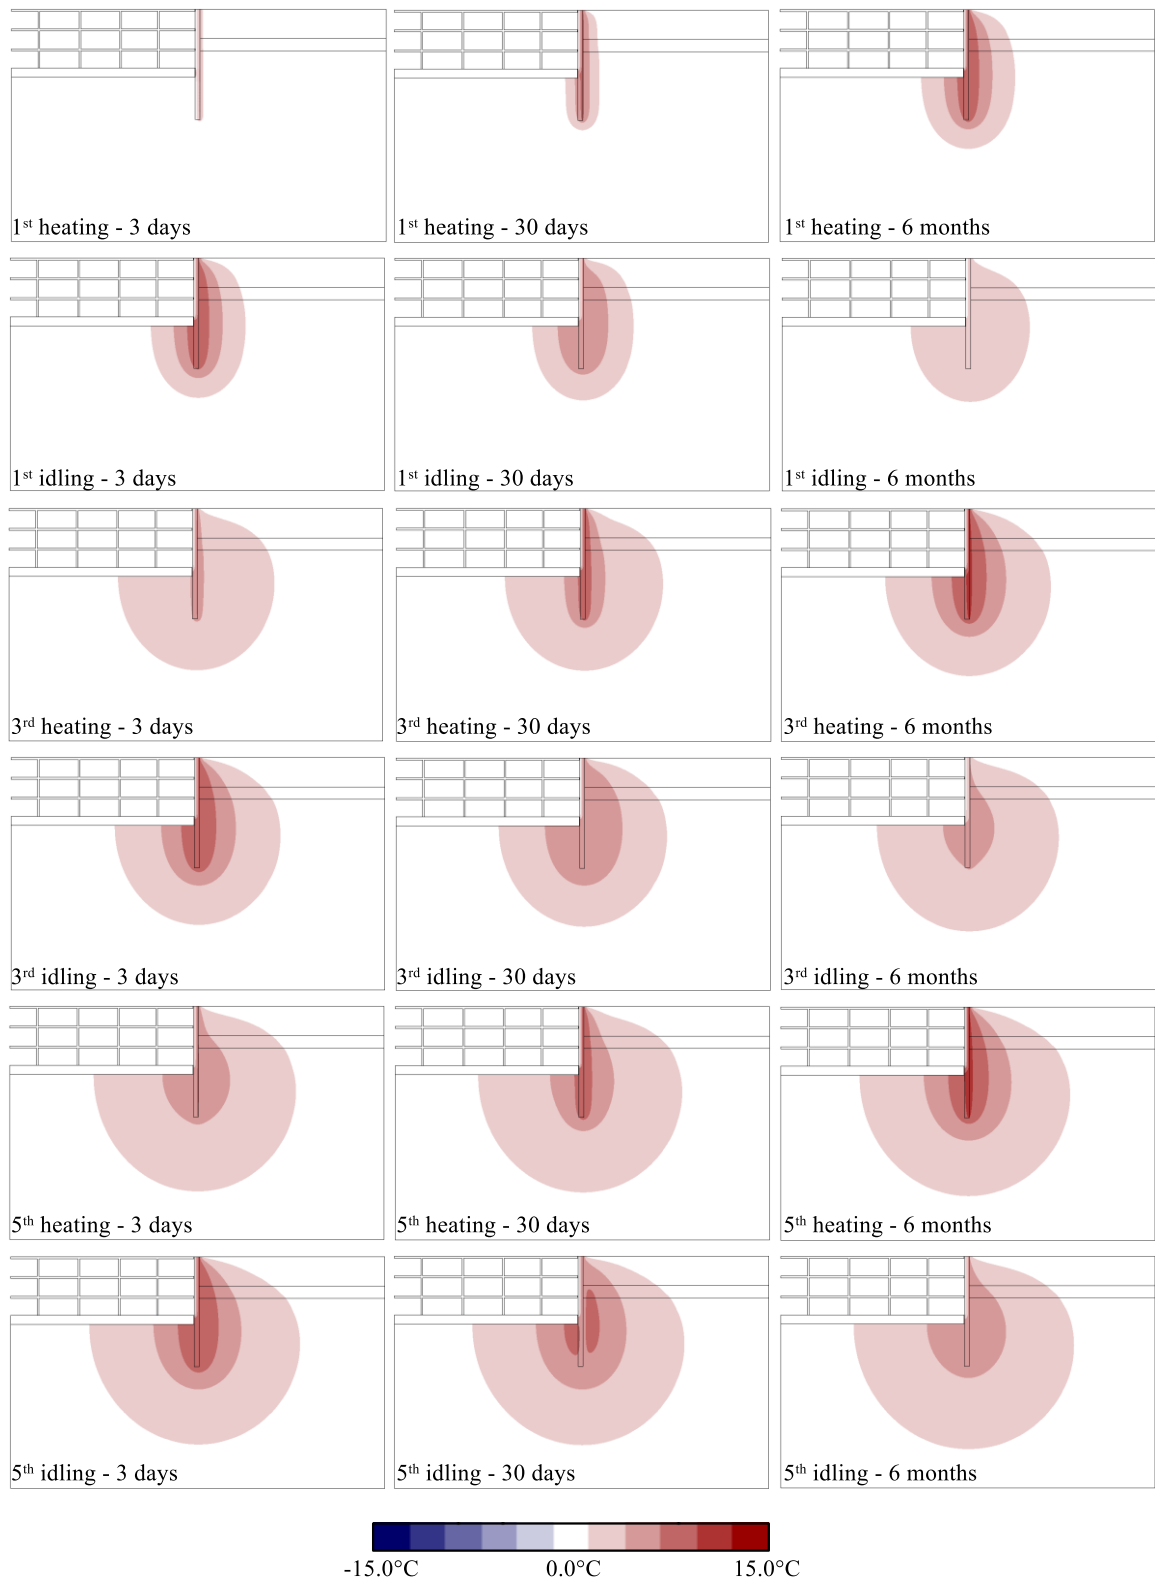 1st heating - 3 days
1st heating - 30 days
1st heating - 6 months
1st idling - 3 days
1st idling - 30 days
1st idling - 6 months
3rd heating - 3 days
3rd heating - 30 days
3rd heating - 6 months
3rd idling - 3 days
3rd idling - 30 days
3rd idling - 6 months
5th heating - 3 days
5th heating - 30 days
5th heating - 6 months
5th idling - 3 days
5th idling - 30 days
5th idling - 6 months
-15.0°C 0.0°C 15.0°C